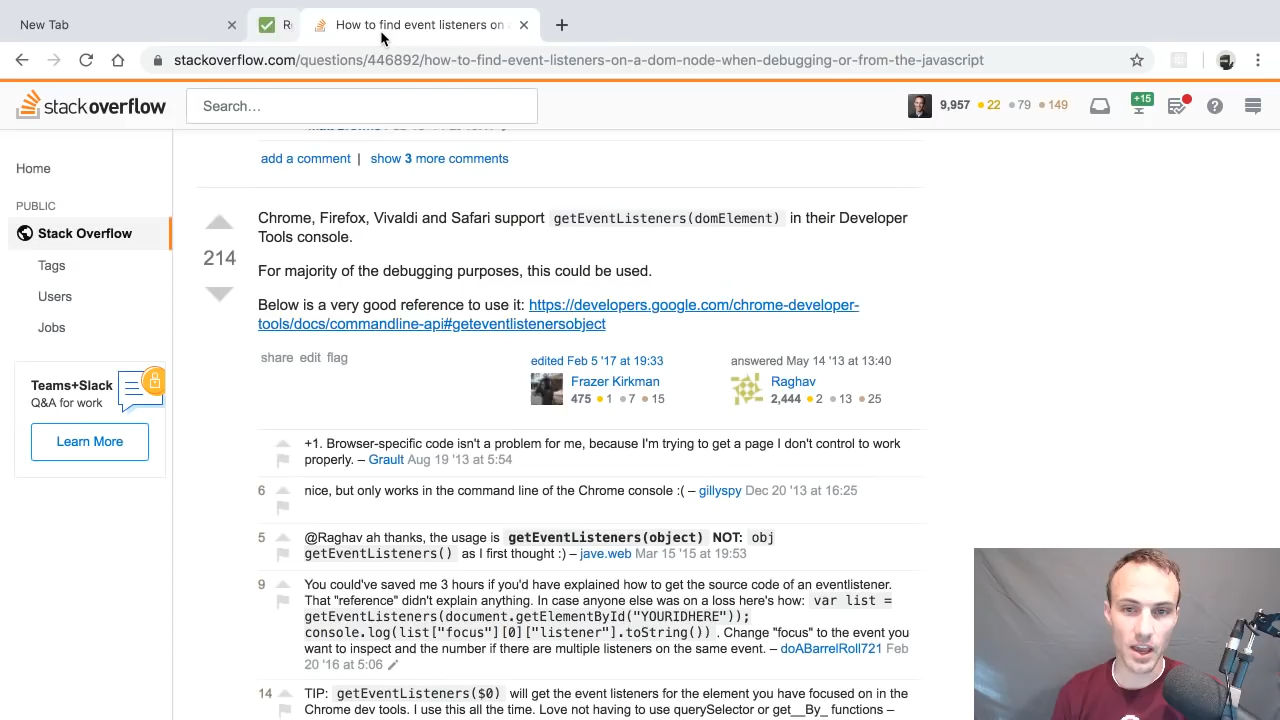 New Tab
How to find event listeners on
stackoverflow.com/questions/446892/how-to-find-event-listeners-on-a-dom-node-when-debugging-or-from-the-javascript
stackoverflow
Search…
9,957 22 79 149
+15
Home
PUBLIC
Stack Overflow
Tags
Users
Jobs
Teams+Slack
Q&A for work
Learn More
add a comment | show 3 more comments
214
Chrome, Firefox, Vivaldi and Safari support getEventListeners(domElement) in their Developer
Tools console.
For majority of the debugging purposes, this could be used.
Below is a very good reference to use it: https://developers.google.com/chrome-developer-
tools/docs/commandline-api#geteventlistenersobject
share edit flag
edited Feb 5 '17 at 19:33
Frazer Kirkman
475 1 7 15
answered May 14 '13 at 13:40
Raghav
2,444 2 13 25
+1. Browser-specific code isn't a problem for me, because I'm trying to get a page I don't control to work
properly. – Grault Aug 19 '13 at 5:54
6 nice, but only works in the command line of the Chrome console :( – gillyspy Dec 20 '13 at 16:25
5 @Raghav ah thanks, the usage is getEventListeners(object) NOT: obj
getEventListeners() as I first thought :) – jave.web Mar 15 '15 at 19:53
9 You could've saved me 3 hours if you'd have explained how to get the source code of an eventlistener.
That "reference" didn't explain anything. In case anyone else was on a loss here's how: var list =
getEventListeners(document.getElementById("YOURIDHERE"));
console.log(list["focus"][0]["listener"].toString()) . Change "focus" to the event you
want to inspect and the number if there are multiple listeners on the same event. – doABarrelRoll721 Feb
20 '16 at 5:06
14 TIP: getEventListeners($0) will get the event listeners for the element you have focused on in the
Chrome dev tools. I use this all the time. Love not having to use querySelector or get__By_ functions –